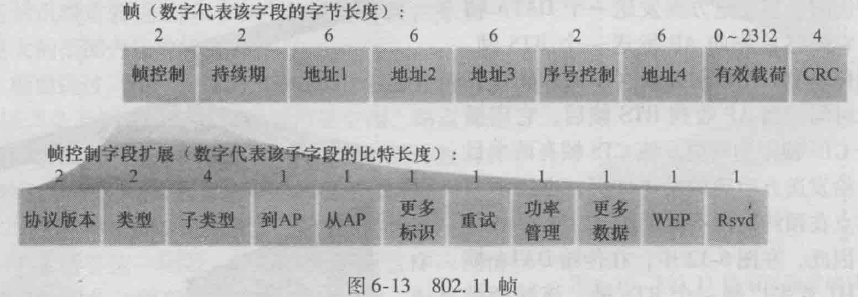 帧（数字代表该字段的字节长度）：
2 2 6 6 6 2 6 0~2312 4
帧控制 持续期 地址1 地址2 地址3 序号控制 地址4 有效载荷 CRC
帧控制字段扩展（数字代表该子字段的比特长度）：
2 2 4 1 1 1 1 1 1 1 1
协议版本 类型 子类型 到AP 从AP 更多标识 重试 功率管理 更多数据 WEP Rsvd
图 6-13 802.11 帧